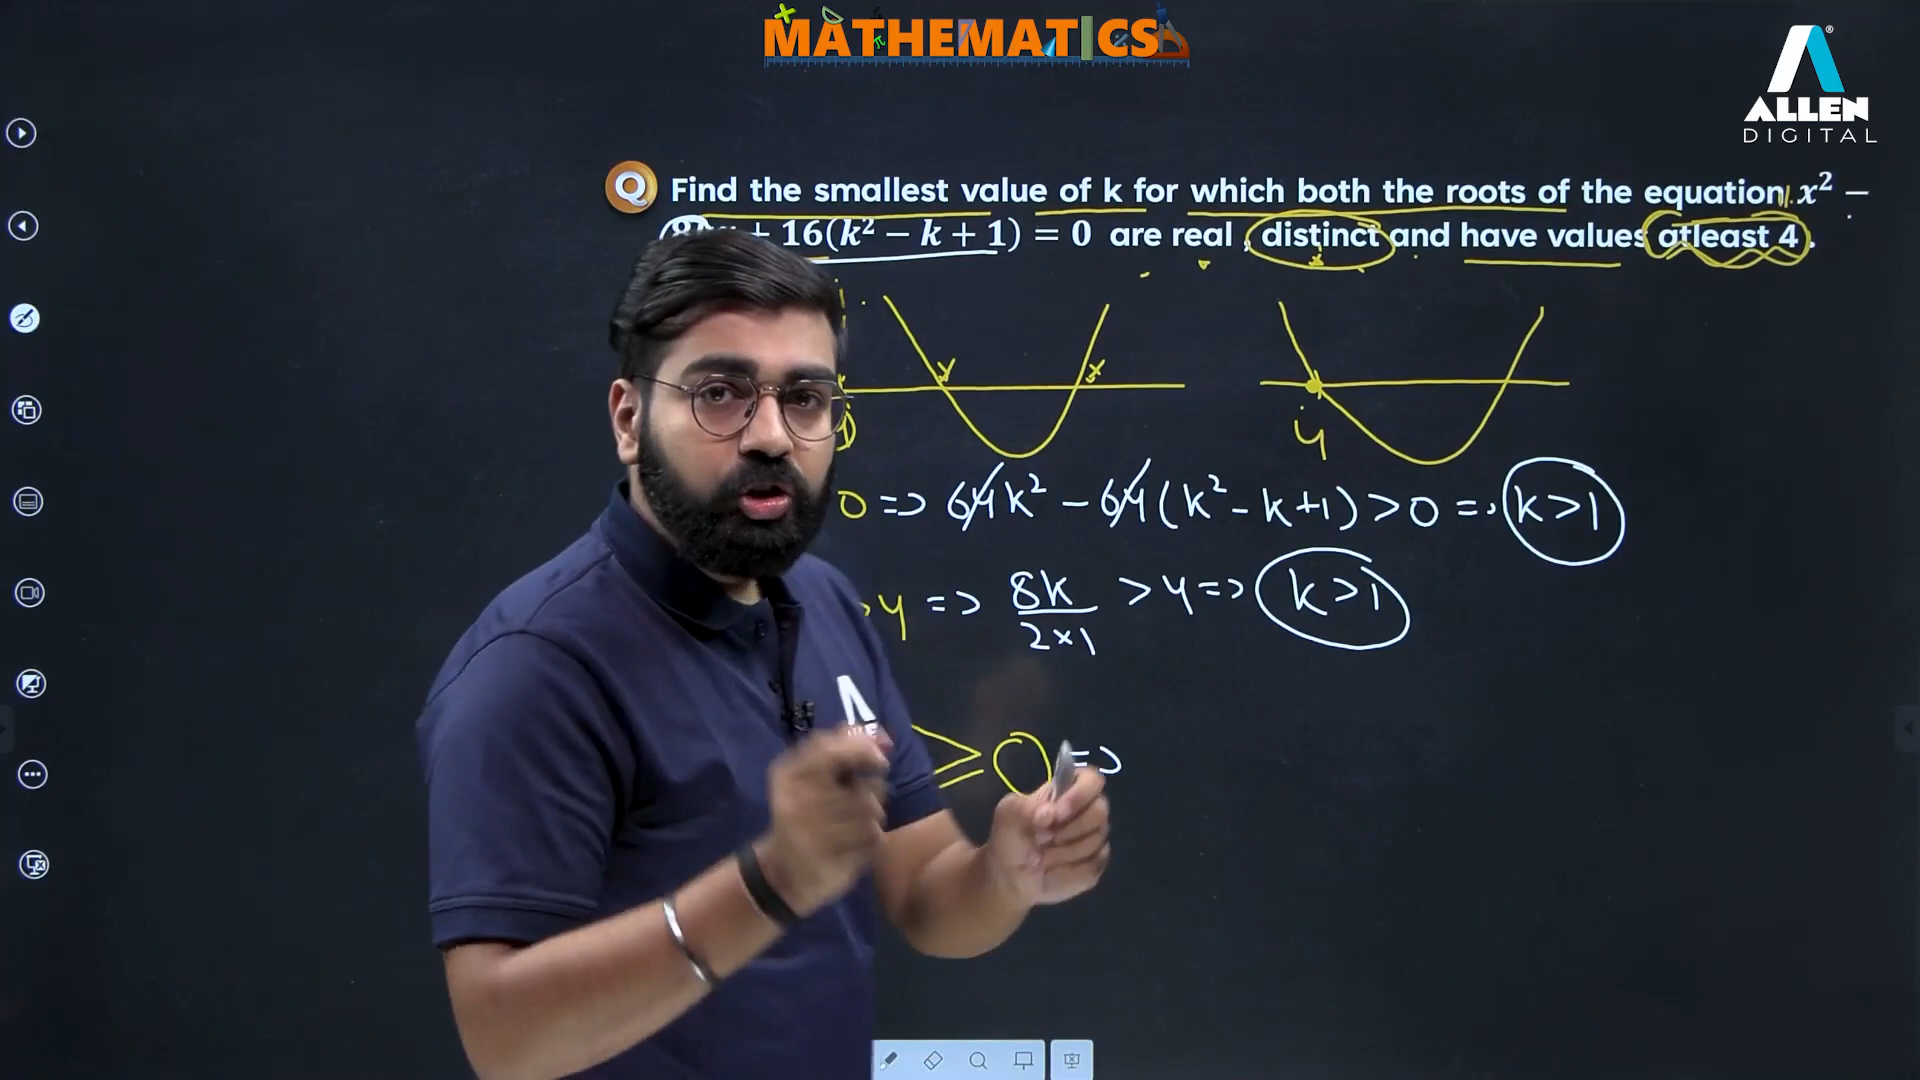 MATHEMATICS
ALLEN
DIGITAL
Q Find the smallest value of k for which both the roots of the equation x² −
+ 16(k² − k + 1) = 0 are real, distinct and have values atleast 4.
4
0 => 64k² − 64(k² − k + 1) > 0 => k > 1
> 4 => 8k / 2×1 > 4 => k > 1
≥ 0 =>